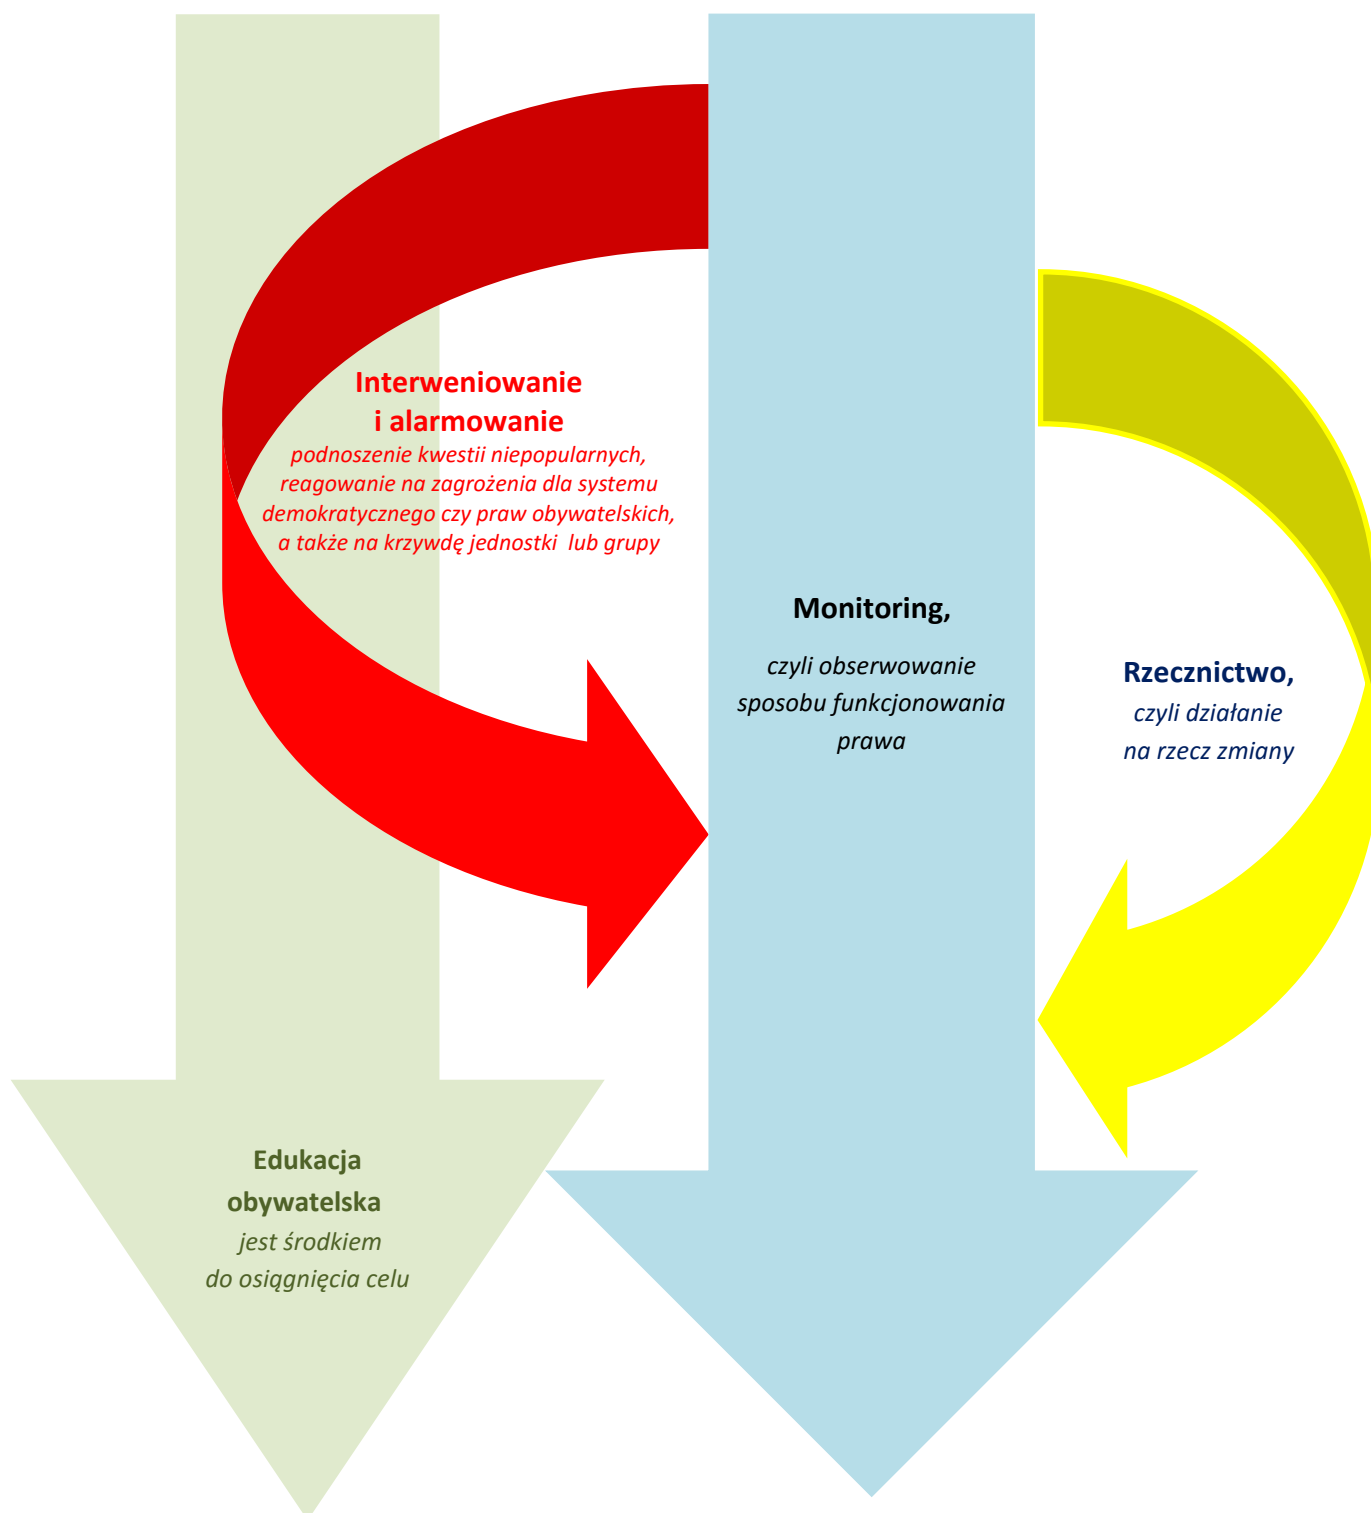 Interweniowanie
i alarmowanie
podnoszenie kwestii niepopularnych,
reagowanie na zagrożenia dla systemu
demokratycznego czy praw obywatelskich,
a także na krzywdę jednostki lub grupy
Monitoring,
czyli obserwowanie
sposobu funkcjonowania
prawa
Rzecznictwo,
czyli działanie
na rzecz zmiany
Edukacja
obywatelska
jest środkiem
do osiągnięcia celu